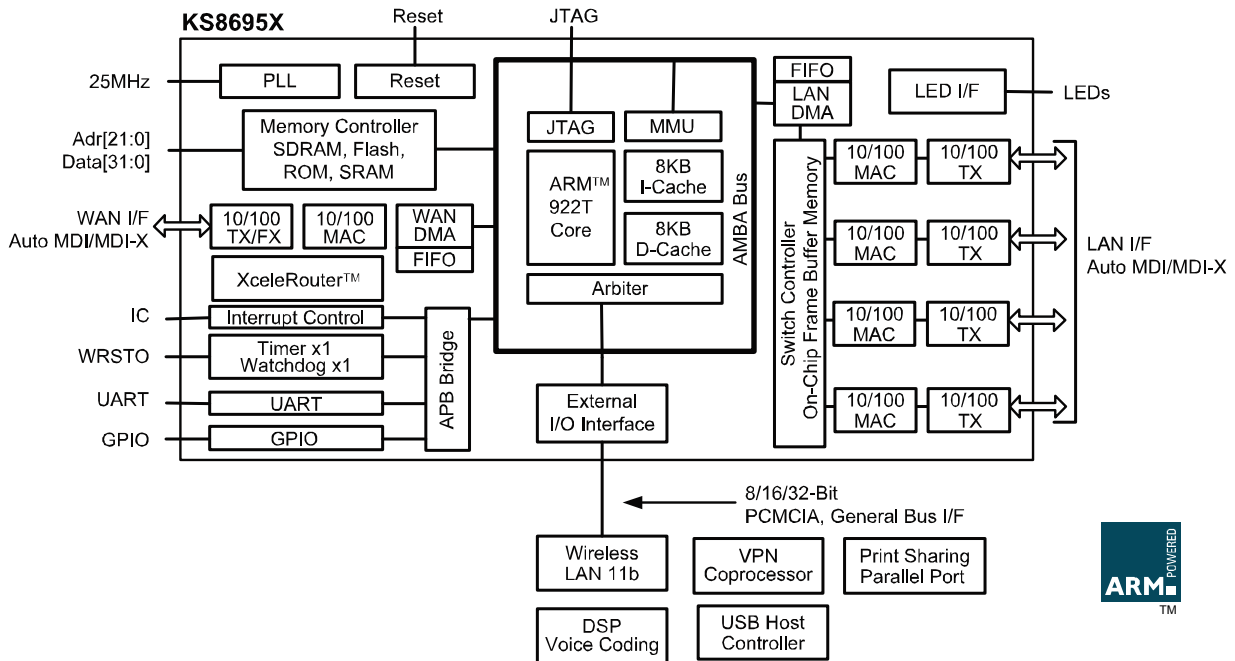 KS8695X
Reset
JTAG
25MHz
PLL
Reset
FIFO
LAN
DMA
LED I/F
LEDs
Adr[21:0]
Data[31:0]
Memory Controller
SDRAM, Flash,
ROM, SRAM
JTAG
MMU
ARM™
922T
Core
8KB
I-Cache
8KB
D-Cache
Arbiter
AMBA Bus
WAN I/F
Auto MDI/MDI-X
10/100
TX/FX
10/100
MAC
WAN
DMA
FIFO
XceleRouter™
IC
Interrupt Control
WRSTO
Timer x1
Watchdog x1
UART
UART
GPIO
GPIO
APB Bridge
External
I/O Interface
Switch Controller
On-Chip Frame Buffer Memory
10/100
MAC
10/100
TX
10/100
MAC
10/100
TX
10/100
MAC
10/100
TX
10/100
MAC
10/100
TX
LAN I/F
Auto MDI/MDI-X
8/16/32-Bit
PCMCIA, General Bus I/F
Wireless
LAN 11b
VPN
Coprocessor
Print Sharing
Parallel Port
DSP
Voice Coding
USB Host
Controller
ARM
POWERED
TM